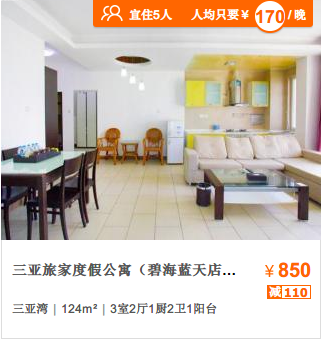 宜住5人 人均只要¥170/晚
三亚旅家度假公寓（碧海蓝天店...
¥850
减110
三亚湾 | 124m² | 3室2厅1厨2卫1阳台